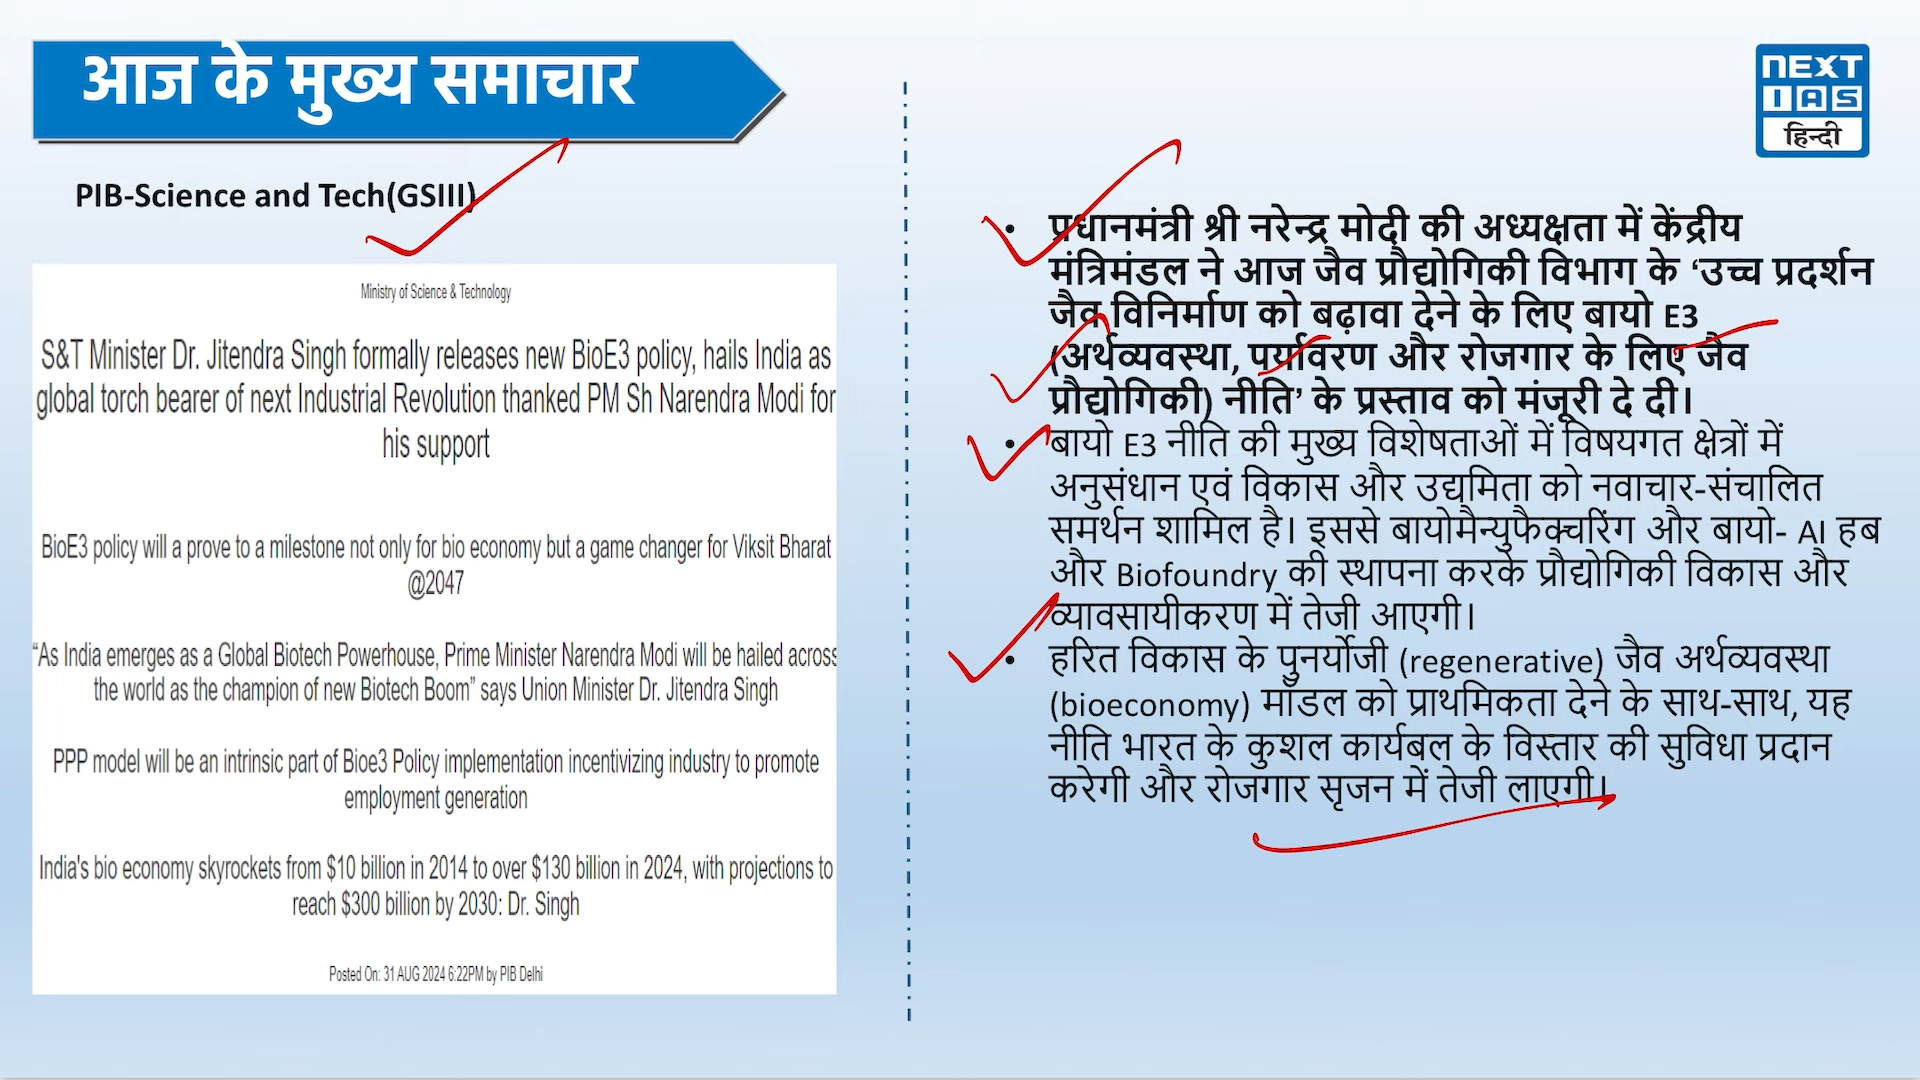 आज के मुख्य समाचार
NEXT
IAS
हिन्दी
PIB-Science and Tech(GSIII)
Ministry of Science & Technology
S&T Minister Dr. Jitendra Singh formally releases new BioE3 policy, hails India as
global torch bearer of next Industrial Revolution thanked PM Sh Narendra Modi for
his support
BioE3 policy will a prove to a milestone not only for bio economy but a game changer for Viksit Bharat
@2047
“As India emerges as a Global Biotech Powerhouse, Prime Minister Narendra Modi will be hailed across
the world as the champion of new Biotech Boom” says Union Minister Dr. Jitendra Singh
PPP model will be an intrinsic part of Bioe3 Policy implementation incentivizing industry to promote
employment generation
India's bio economy skyrockets from $10 billion in 2014 to over $130 billion in 2024, with projections to
reach $300 billion by 2030: Dr. Singh
Posted On: 31 AUG 2024 6:22PM by PIB Delhi
• प्रधानमंत्री श्री नरेन्द्र मोदी की अध्यक्षता में केंद्रीय
मंत्रिमंडल ने आज जैव प्रौद्योगिकी विभाग के ‘उच्च प्रदर्शन
जैव विनिर्माण को बढ़ावा देने के लिए बायो E3
(अर्थव्यवस्था, पर्यावरण और रोजगार के लिए जैव
प्रौद्योगिकी) नीति’ के प्रस्ताव को मंजूरी दे दी।
• बायो E3 नीति की मुख्य विशेषताओं में विषयगत क्षेत्रों में
अनुसंधान एवं विकास और उद्यमिता को नवाचार-संचालित
समर्थन शामिल है। इससे बायोमैन्युफैक्चरिंग और बायो- AI हब
और Biofoundry की स्थापना करके प्रौद्योगिकी विकास और
व्यावसायीकरण में तेजी आएगी।
• हरित विकास के पुनर्योजी (regenerative) जैव अर्थव्यवस्था
(bioeconomy) मॉडल को प्राथमिकता देने के साथ-साथ, यह
नीति भारत के कुशल कार्यबल के विस्तार की सुविधा प्रदान
करेगी और रोजगार सृजन में तेजी लाएगी।